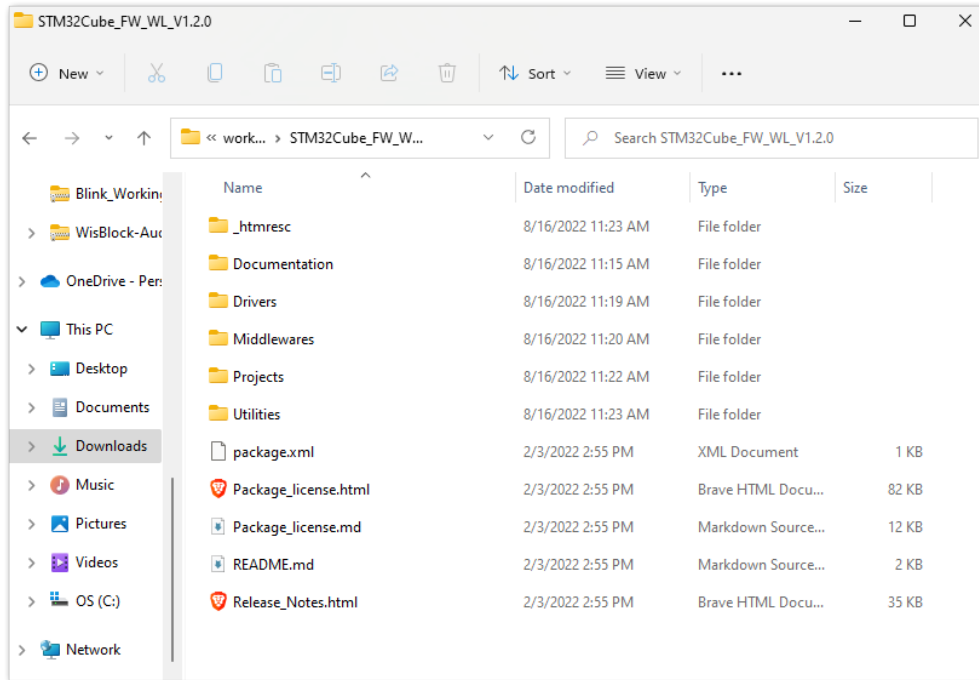 STM32Cube_FW_WL_V1.2.0
New Sort View
« work... > STM32Cube_FW_W... Search STM32Cube_FW_WL_V1.2.0
Blink_Working
WisBlock-Aud
OneDrive - Pers
This PC
Desktop
Documents
Downloads
Music
Pictures
Videos
OS (C:)
Network
Name Date modified Type Size
_htmresc 8/16/2022 11:23 AM File folder
Documentation 8/16/2022 11:15 AM File folder
Drivers 8/16/2022 11:19 AM File folder
Middlewares 8/16/2022 11:20 AM File folder
Projects 8/16/2022 11:22 AM File folder
Utilities 8/16/2022 11:23 AM File folder
package.xml 2/3/2022 2:55 PM XML Document 1 KB
Package_license.html 2/3/2022 2:55 PM Brave HTML Docu... 82 KB
Package_license.md 2/3/2022 2:55 PM Markdown Source... 12 KB
README.md 2/3/2022 2:55 PM Markdown Source... 2 KB
Release_Notes.html 2/3/2022 2:55 PM Brave HTML Docu... 35 KB